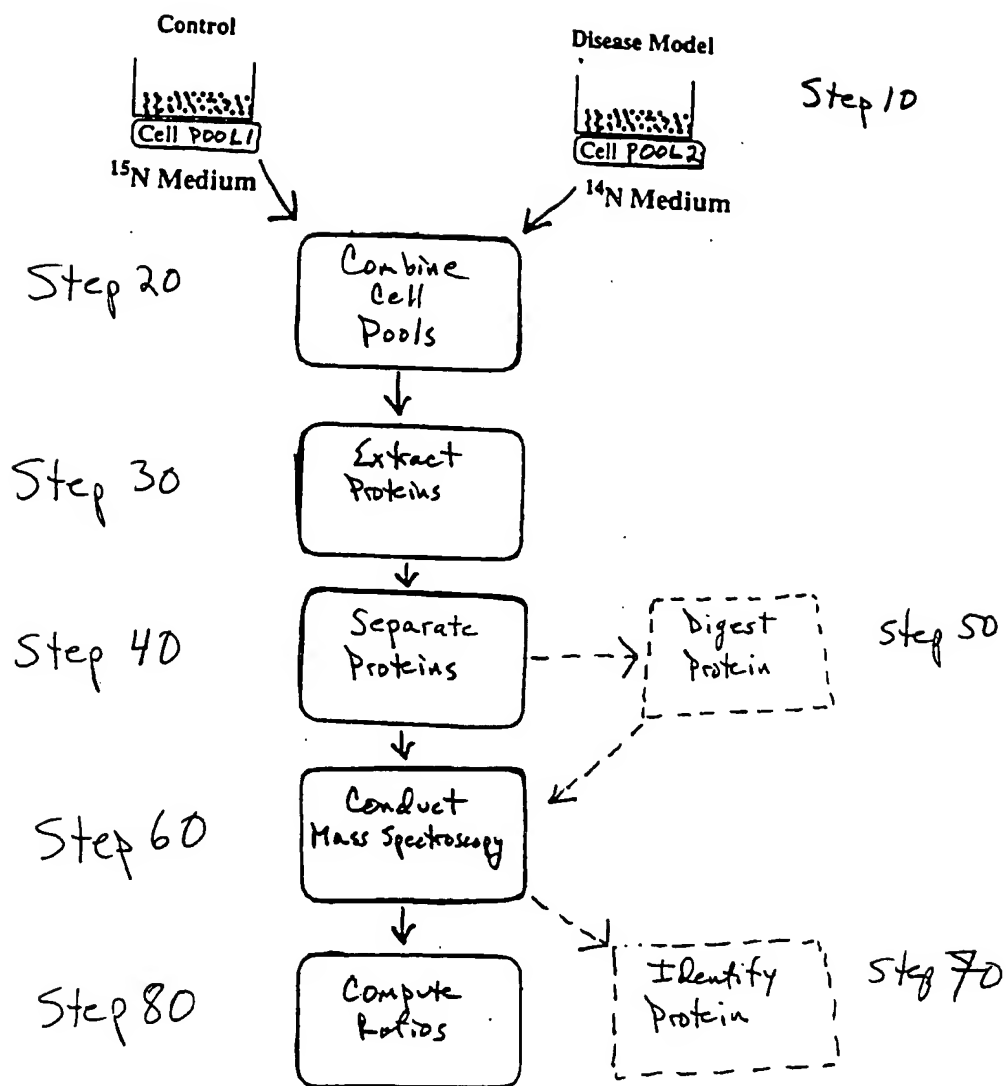 Control
Disease Model
Step 10
Cell POOL1
Cell POOL2
¹⁵N Medium
¹⁴N Medium
Step 20
Combine
Cell
Pools
Step 30
Extract
Proteins
Step 40
Separate
Proteins
Digest
Protein
Step 50
Step 60
Conduct
Mass Spectroscopy
Step 80
Compute
Ratios
Identify
Protein
Step 70